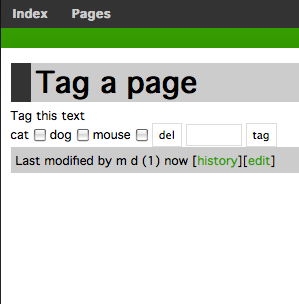 Index Pages
Tag a page
Tag this text
cat dog mouse del tag
Last modified by m d (1) now [history][edit]